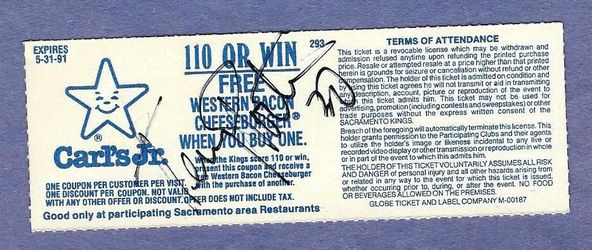 EXPIRES
5-31-91
Carl's Jr.
®
110 OR WIN
293
FREE
WESTERN BACON
CHEESEBURGER®
WHEN YOU BUY ONE.
the Kings score 110 or win,
present this coupon and receive a
Western Bacon Cheeseburger
with the purchase of another.
ONE COUPON PER CUSTOMER PER VISIT.
ONE DISCOUNT PER COUPON. NOT VALID
WITH ANY OTHER OFFER OR DISCOUNT. OFFER DOES NOT INCLUDE TAX.
Good only at participating Sacramento area Restaurants
TERMS OF ATTENDANCE
This ticket is a revocable license which may be withdrawn and
admission refused anytime upon refunding the printed purchase
price. Resale or attempted resale at a price higher than that printed
herein is grounds for seizure or cancellation without refund or other
compensation. The holder of this ticket is admitted on condition and
by this ticket agrees he will not transmit or aid in transmitting
any description, account, picture or reproduction of the event to
which this ticket admits him. This ticket may not be used for
advertising, promotion (including contests and sweepstakes) or other
trade purposes without the express written consent of the
SACRAMENTO KINGS.
Breach of the foregoing will automatically terminate this license. This
holder grants permission to the Participating Clubs and their agents
to utilize the holder's image or likeness incidental to any live or
recorded video display or other transmission or reproduction in whole
or in part of the event to which this admits him.
THE HOLDER OF THIS TICKET VOLUNTARILY ASSUMES ALL RISK
AND DANGER of personal injury and all other hazards arising from
or related in any way to the event for which this ticket is issued,
whether occurring prior to, during, or after the event. NO FOOD
OR BEVERAGES ALLOWED ON THE PREMISES.
GLOBE TICKET AND LABEL COMPANY M-00187